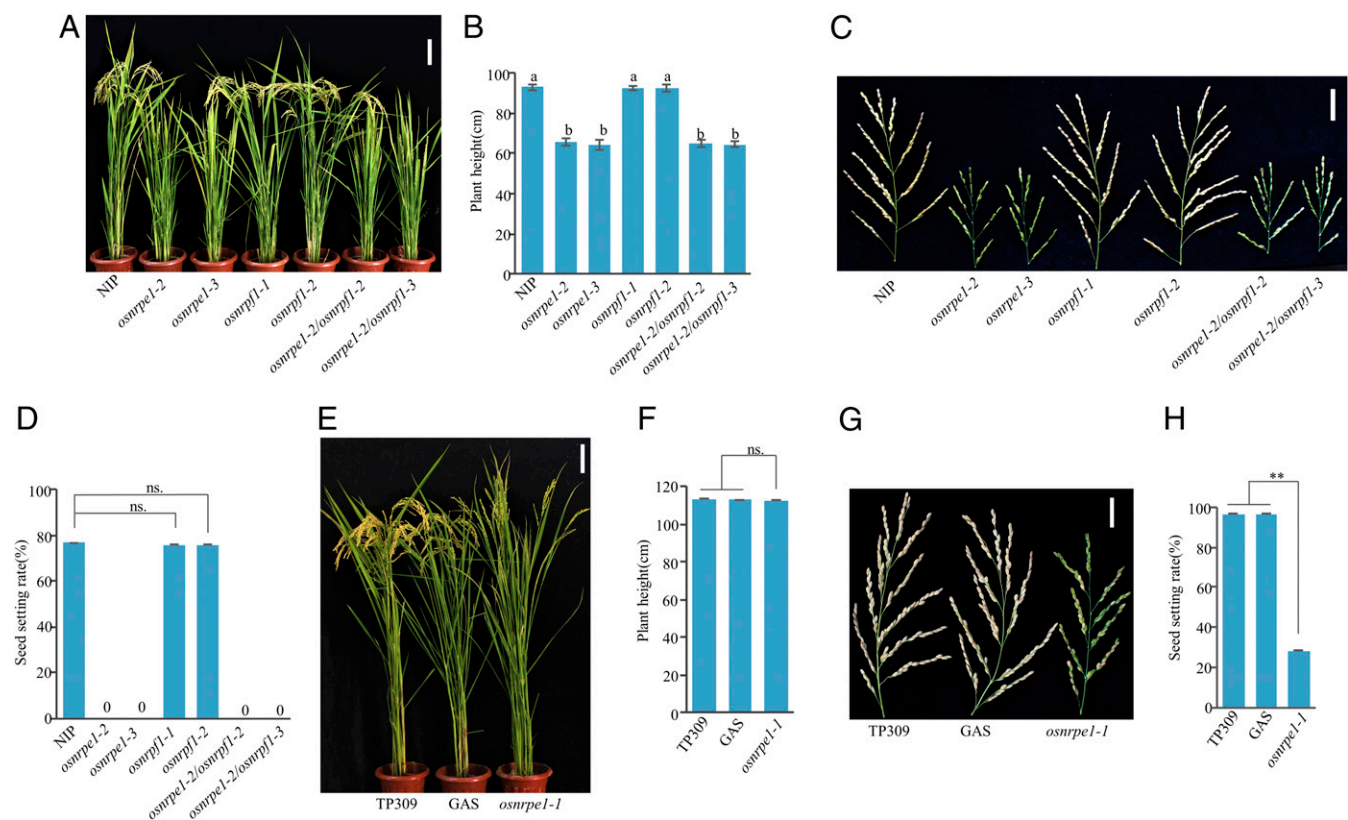 A
NIP
osnrpe1-2
osnrpe1-3
osnrpf1-1
osnrpf1-2
osnrpe1-2/osnrpf1-2
osnrpe1-2/osnrpf1-3
B
Plant height(cm)
100
80
60
40
20
0
a
b
b
a
a
b
b
NIP
osnrpe1-2
osnrpe1-3
osnrpf1-1
osnrpf1-2
osnrpe1-2/osnrpf1-2
osnrpe1-2/osnrpf1-3
C
NIP
osnrpe1-2
osnrpe1-3
osnrpf1-1
osnrpf1-2
osnrpe1-2/osnrpf1-2
osnrpe1-2/osnrpf1-3
D
Seed setting rate(%)
100
80
60
40
20
0
ns.
ns.
0
0
0
0
NIP
osnrpe1-2
osnrpe1-3
osnrpf1-1
osnrpf1-2
osnrpe1-2/osnrpf1-2
osnrpe1-2/osnrpf1-3
E
TP309 GAS osnrpe1-1
F
Plant height(cm)
120
100
80
60
40
20
0
ns.
TP309
GAS
osnrpe1-1
G
TP309 GAS osnrpe1-1
H
Seed setting rate(%)
100
80
60
40
20
0
**
TP309
GAS
osnrpe1-1